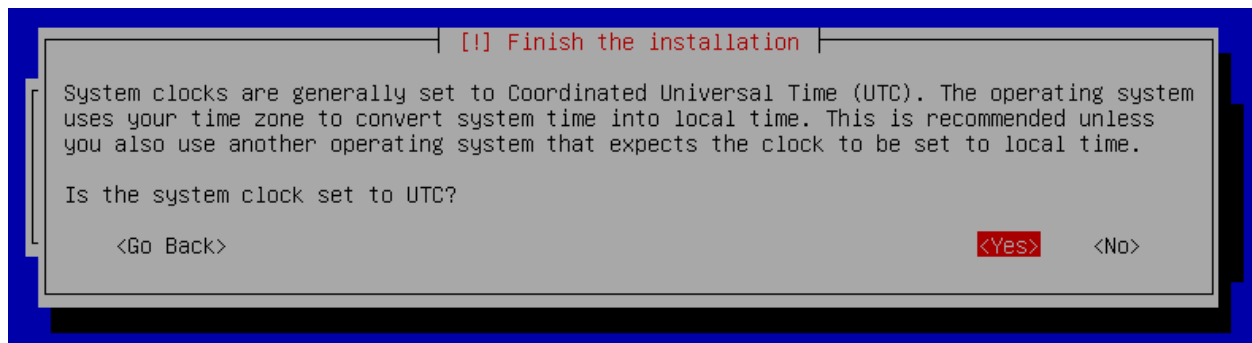 [!] Finish the installation
System clocks are generally set to Coordinated Universal Time (UTC). The operating system
uses your time zone to convert system time into local time. This is recommended unless
you also use another operating system that expects the clock to be set to local time.
Is the system clock set to UTC?
<Go Back> <Yes> <No>